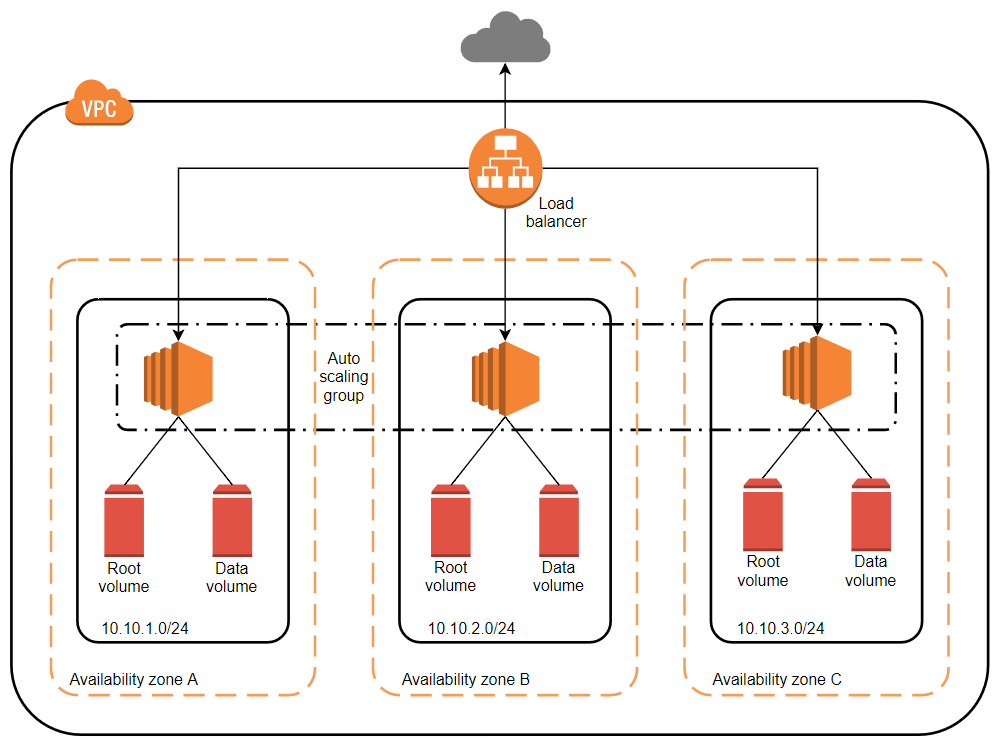 VPC
Load
balancer
Auto
scaling
group
Root
volume
Data
volume
Root
volume
Data
volume
Root
volume
Data
volume
10.10.1.0/24
10.10.2.0/24
10.10.3.0/24
Availability zone A
Availability zone B
Availability zone C